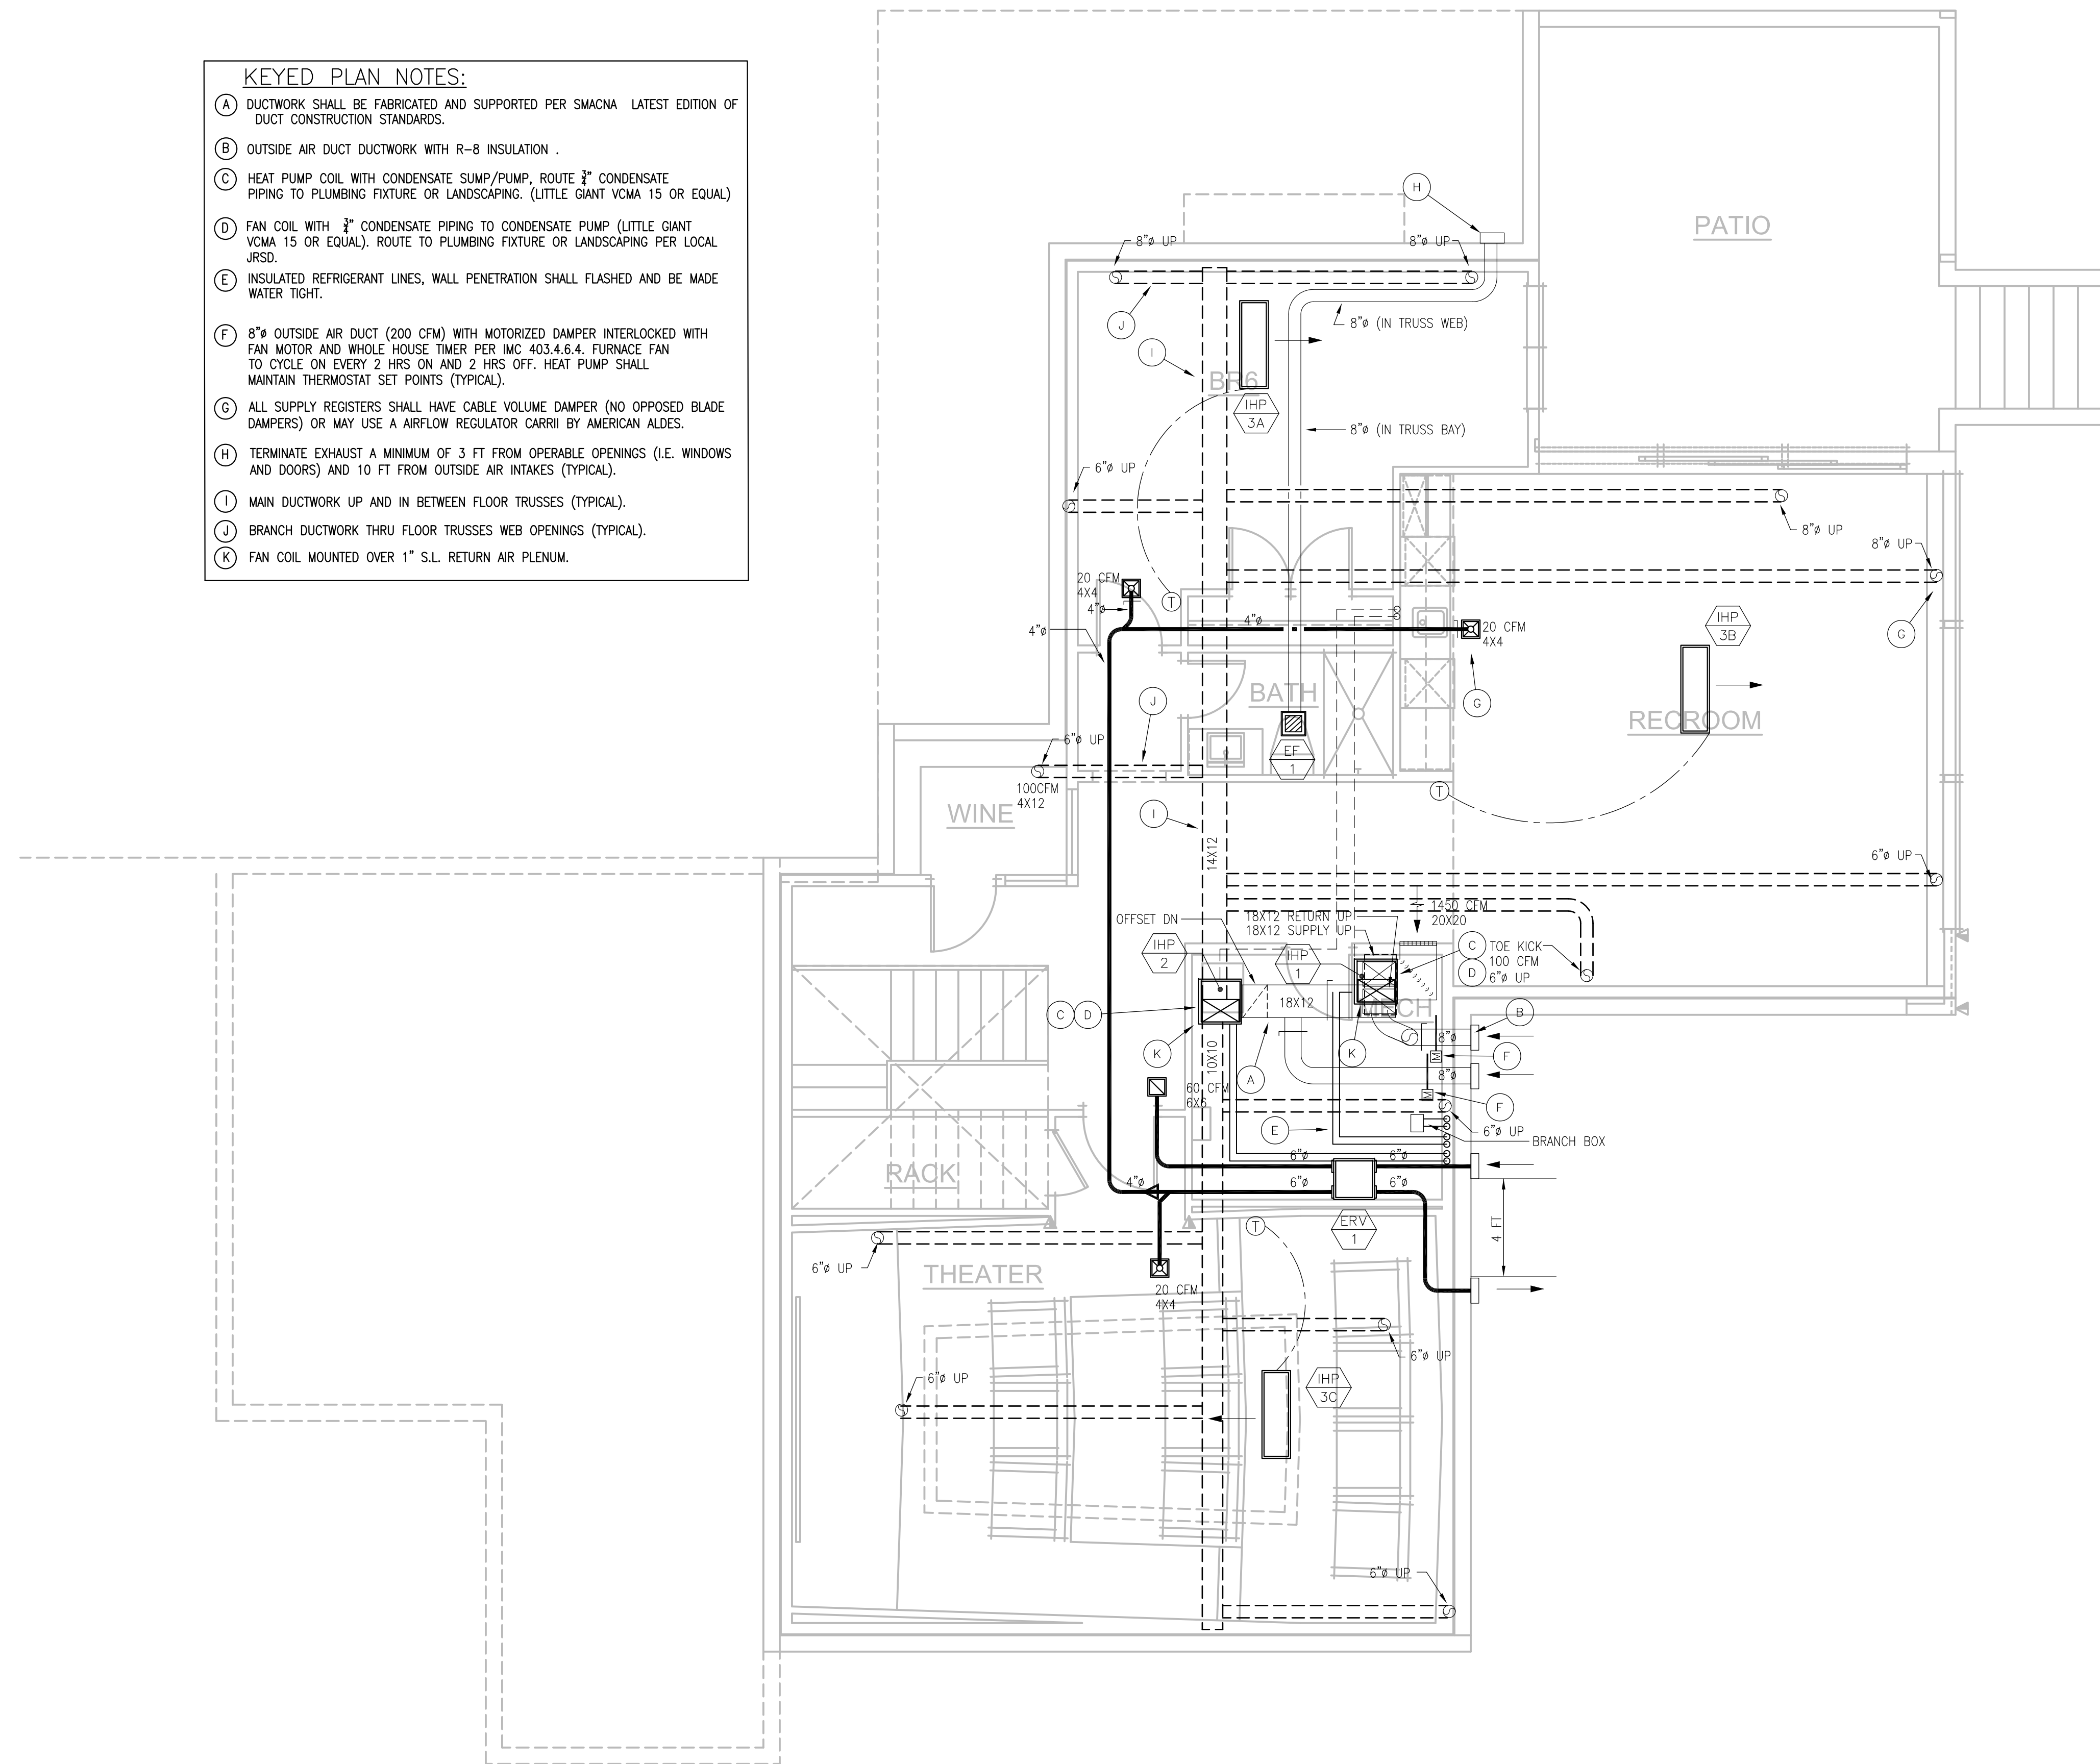 KEYED PLAN NOTES:
A DUCTWORK SHALL BE FABRICATED AND SUPPORTED PER SMACNA LATEST EDITION OF
DUCT CONSTRUCTION STANDARDS.
B OUTSIDE AIR DUCT DUCTWORK WITH R-8 INSULATION .
C HEAT PUMP COIL WITH CONDENSATE SUMP/PUMP, ROUTE 3/4" CONDENSATE
PIPING TO PLUMBING FIXTURE OR LANDSCAPING. (LITTLE GIANT VCMA 15 OR EQUAL)
D FAN COIL WITH 3/4" CONDENSATE PIPING TO CONDENSATE PUMP (LITTLE GIANT
VCMA 15 OR EQUAL). ROUTE TO PLUMBING FIXTURE OR LANDSCAPING PER LOCAL
JRSD.
E INSULATED REFRIGERANT LINES, WALL PENETRATION SHALL FLASHED AND BE MADE
WATER TIGHT.
F 8"ø OUTSIDE AIR DUCT (200 CFM) WITH MOTORIZED DAMPER INTERLOCKED WITH
FAN MOTOR AND WHOLE HOUSE TIMER PER IMC 403.4.6.4. FURNACE FAN
TO CYCLE ON EVERY 2 HRS ON AND 2 HRS OFF. HEAT PUMP SHALL
MAINTAIN THERMOSTAT SET POINTS (TYPICAL).
G ALL SUPPLY REGISTERS SHALL HAVE CABLE VOLUME DAMPER (NO OPPOSED BLADE
DAMPERS) OR MAY USE A AIRFLOW REGULATOR CARRII BY AMERICAN ALDES.
H TERMINATE EXHAUST A MINIMUM OF 3 FT FROM OPERABLE OPENINGS (I.E. WINDOWS
AND DOORS) AND 10 FT FROM OUTSIDE AIR INTAKES (TYPICAL).
I MAIN DUCTWORK UP AND IN BETWEEN FLOOR TRUSSES (TYPICAL).
J BRANCH DUCTWORK THRU FLOOR TRUSSES WEB OPENINGS (TYPICAL).
K FAN COIL MOUNTED OVER 1" S.L. RETURN AIR PLENUM.
H
PATIO
8"ø UP
8"ø UP
J
8"ø (IN TRUSS WEB)
I
BR6
IHP
3A
8"ø (IN TRUSS BAY)
6"ø UP
8"ø UP
8"ø UP
20 CFM
4X4
4"ø
T
4"ø
4"ø
20 CFM
4X4
IHP
3B
G
J
BATH
G
RECROOM
6"ø UP
EF
1
100CFM
4X12
T
WINE
I
14X12
6"ø UP
OFFSET DN
18X12 RETURN UP
18X12 SUPPLY UP
1450 CFM
20X20
IHP
2
IHP
1
C
D
TOE KICK
100 CFM
6"ø UP
18X12
MECH
C
D
B
8"ø
K
10X10
K
M
F
8"ø
A
60 CFM
6X6
M
F
E
6"ø UP
BRANCH BOX
6"ø
6"ø
RACK
4"ø
6"ø
6"ø
ERV
1
T
4 FT
6"ø UP
THEATER
20 CFM
4X4
6"ø UP
6"ø UP
IHP
3C
6"ø UP